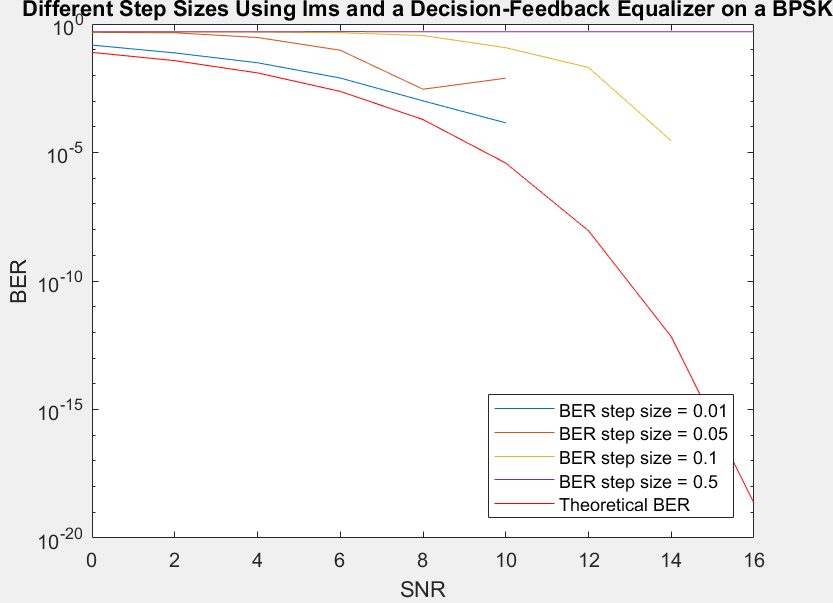 Different Step Sizes Using lms and a Decision-Feedback Equalizer on a BPSK
10^0
10^-5
10^-10
10^-15
10^-20
BER
BER step size = 0.01
BER step size = 0.05
BER step size = 0.1
BER step size = 0.5
Theoretical BER
0 2 4 6 8 10 12 14 16
SNR